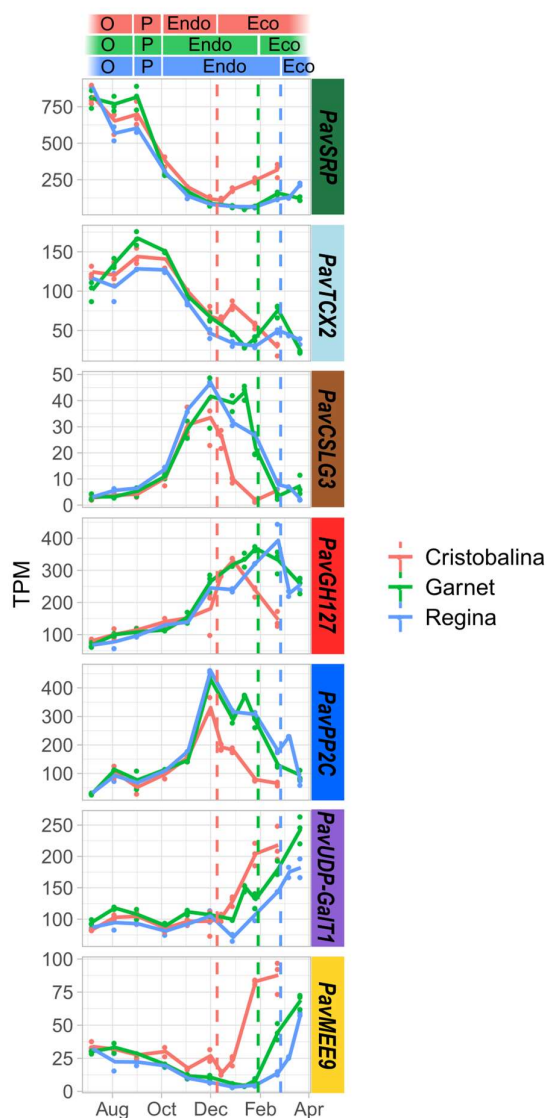 O P Endo Eco
O P Endo Eco
O P Endo Eco
TPM
750
500
250
PavSRP
150
100
50
PavTCX2
50
40
30
20
10
0
PavCSLG3
400
300
200
100
PavGH127
400
300
200
100
PavPP2C
250
200
150
100
50
PavUDP-GalT1
100
75
50
25
0
PavMEE9
Aug Oct Dec Feb Apr
Cristobalina
Garnet
Regina